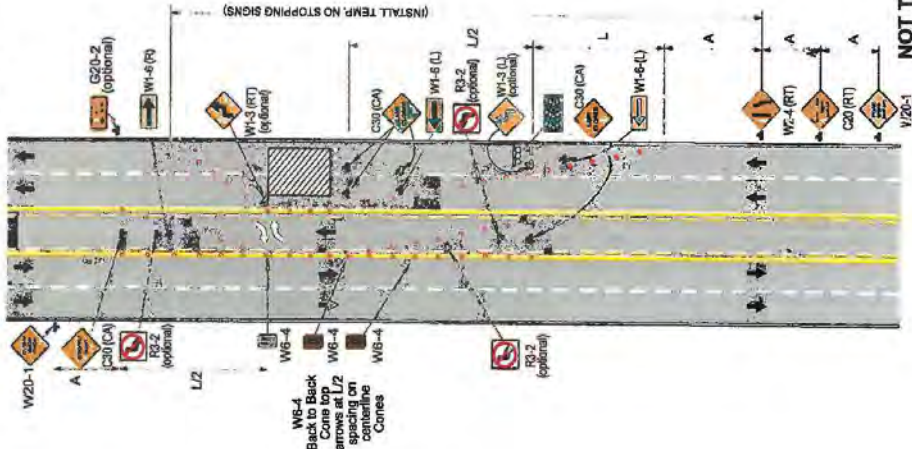 (INSTALL TEMP. NO STOPPING SIGNS)
G20-2
(optional)
W1-6 (R)
W1-3 (RT)
(optional)
L/2
C30 (CA)
W1-6 (L)
R3-2
(optional)
W1-3 (L)
(optional)
C30 (CA)
W1-6-(L)
L
A
A
A
W2-4 (RT)
C20 (RT)
W20-1
NOT T
W20-1
A
C30 (CA)
R3-2
(optional)
L/2
W6-4
W6-4
W6-4
W6-4
Back to Back
Cone top
arrows at L/2
spacing on
centerline
Cones
R3-2
(optional)